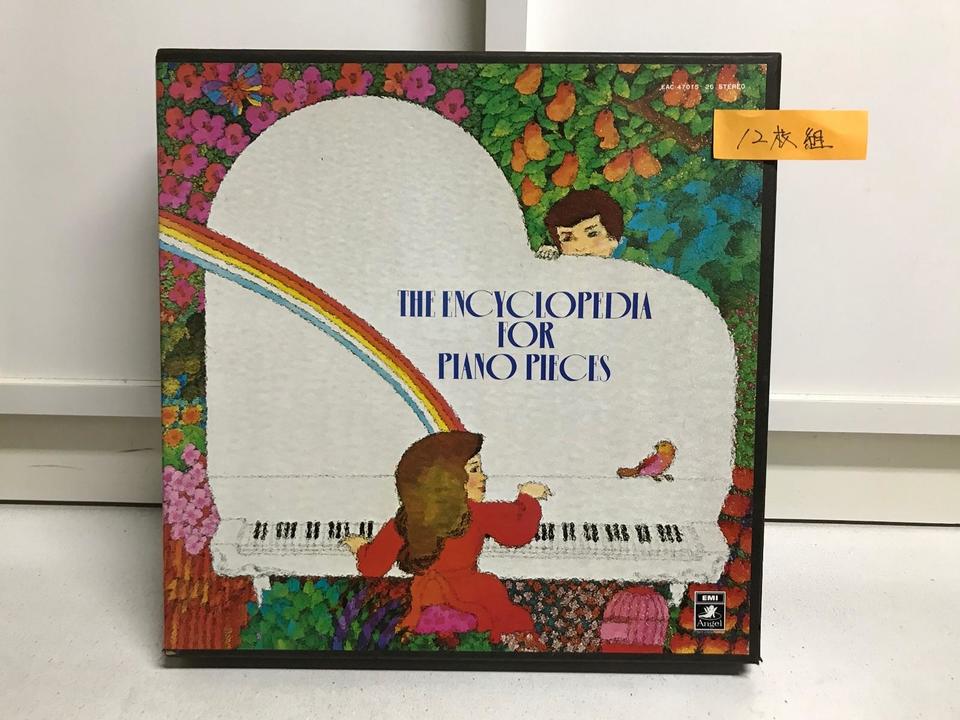 EAC-47015-26 STEREO
12枚組
THE ENCYCLOPEDIA
FOR
PIANO PIECES
EMI
Angel